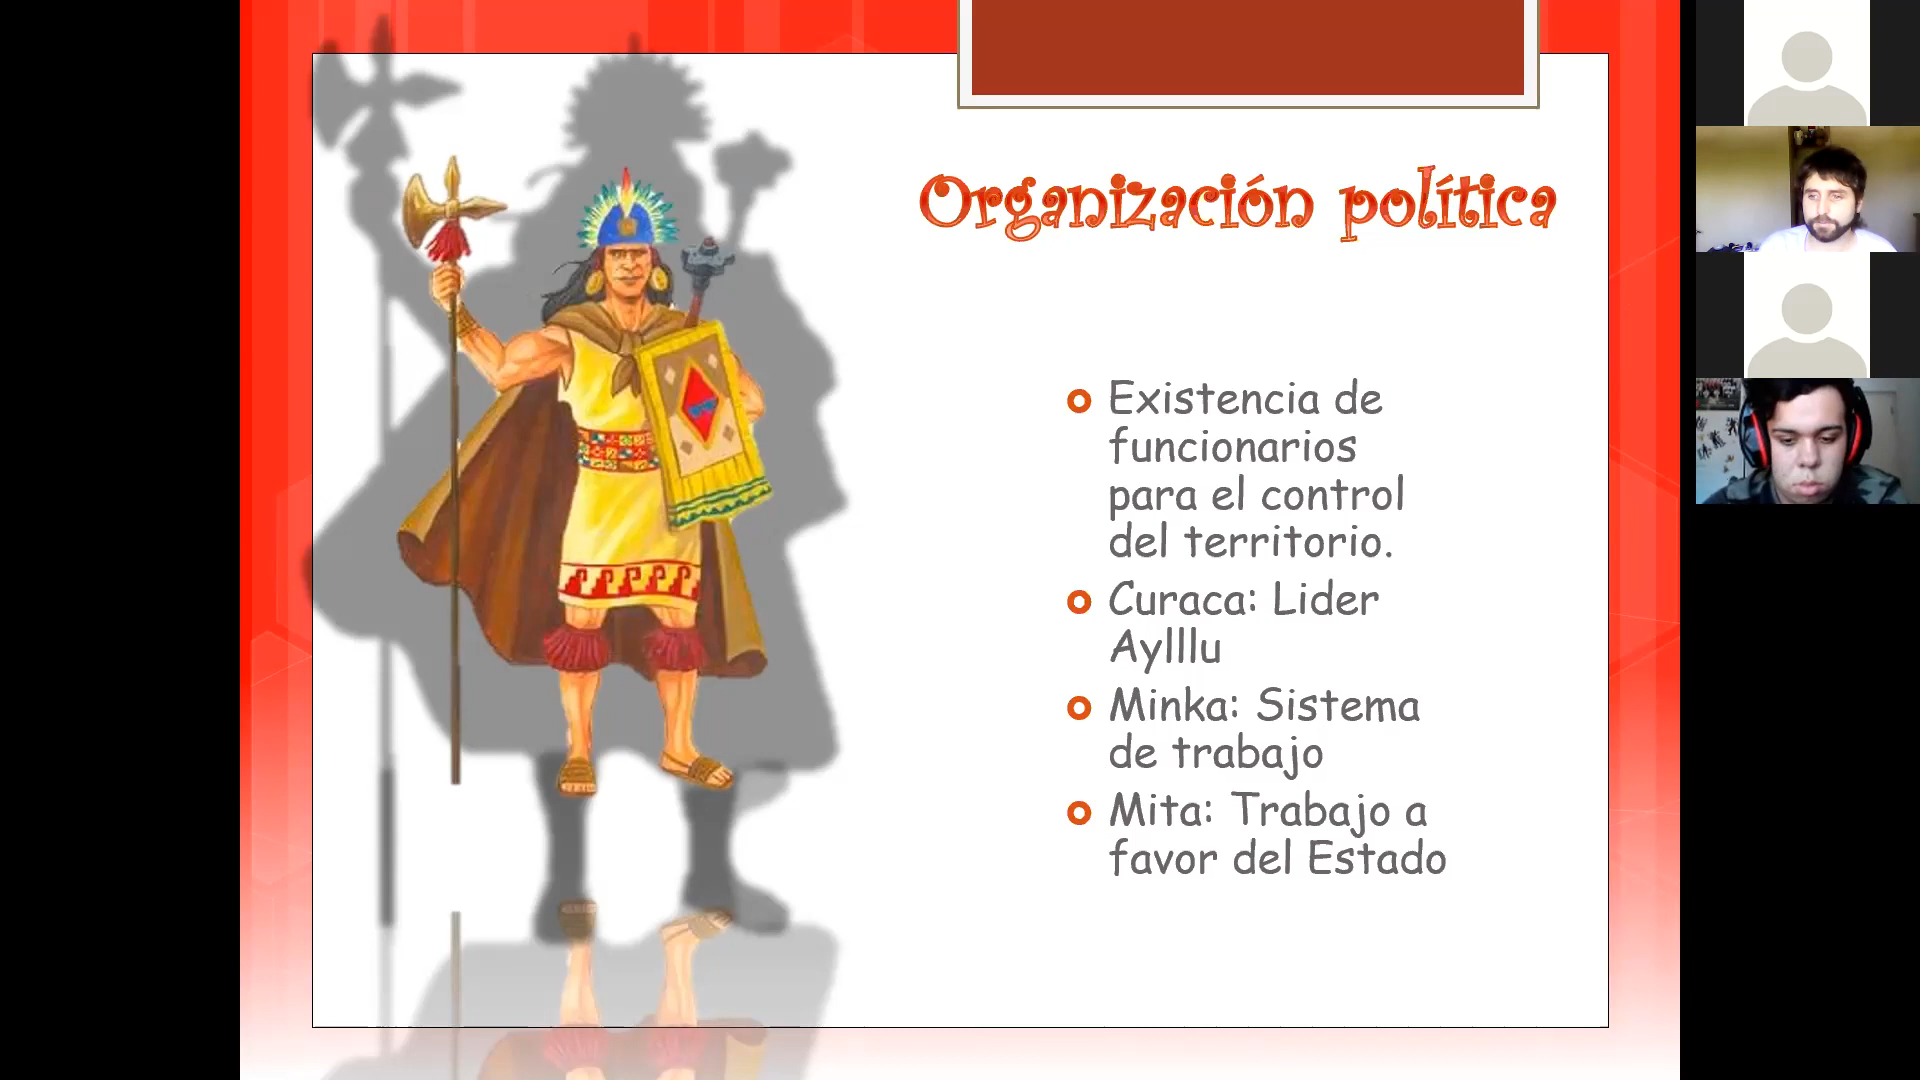 Organización política
Existencia de
funcionarios
para el control
del territorio.
Curaca: Lider
Aylllu
Minka: Sistema
de trabajo
Mita: Trabajo a
favor del Estado